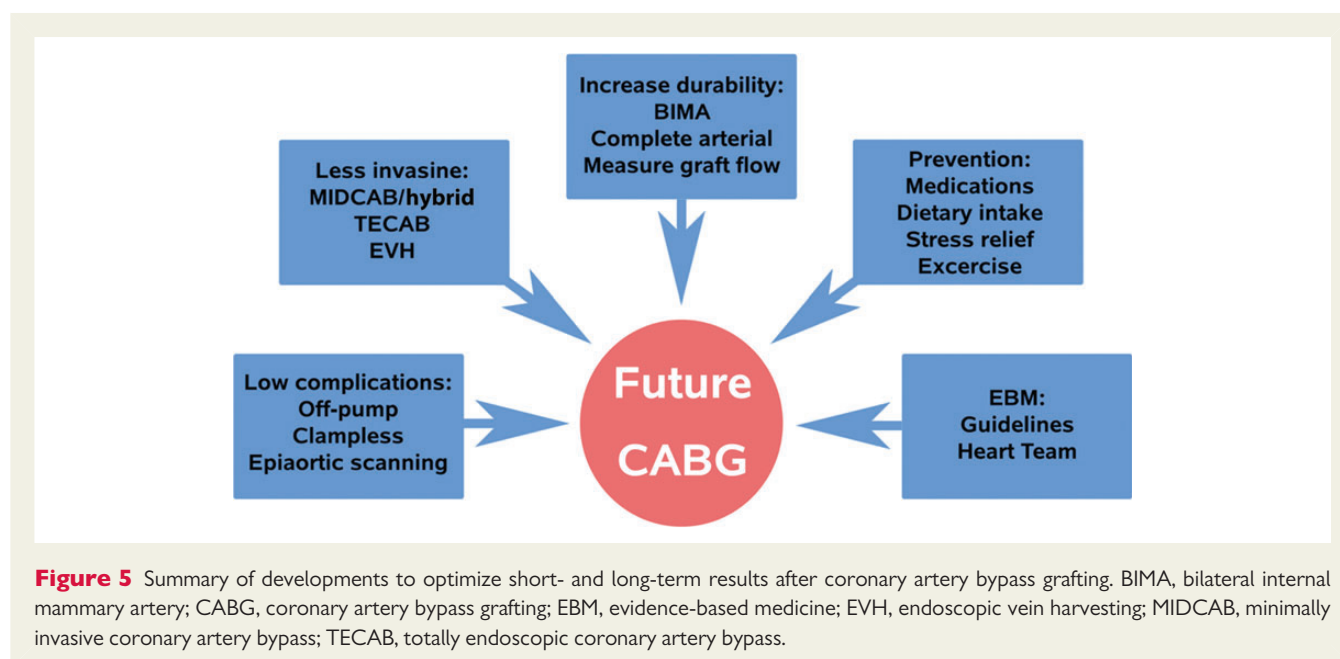 Increase durability:
BIMA
Complete arterial
Measure graft flow
Less invasine:
MIDCAB/hybrid
TECAB
EVH
Prevention:
Medications
Dietary intake
Stress relief
Excercise
Low complications:
Off-pump
Clampless
Epiaortic scanning
Future
CABG
EBM:
Guidelines
Heart Team
Figure 5 Summary of developments to optimize short- and long-term results after coronary artery bypass grafting. BIMA, bilateral internal
mammary artery; CABG, coronary artery bypass grafting; EBM, evidence-based medicine; EVH, endoscopic vein harvesting; MIDCAB, minimally
invasive coronary artery bypass; TECAB, totally endoscopic coronary artery bypass.